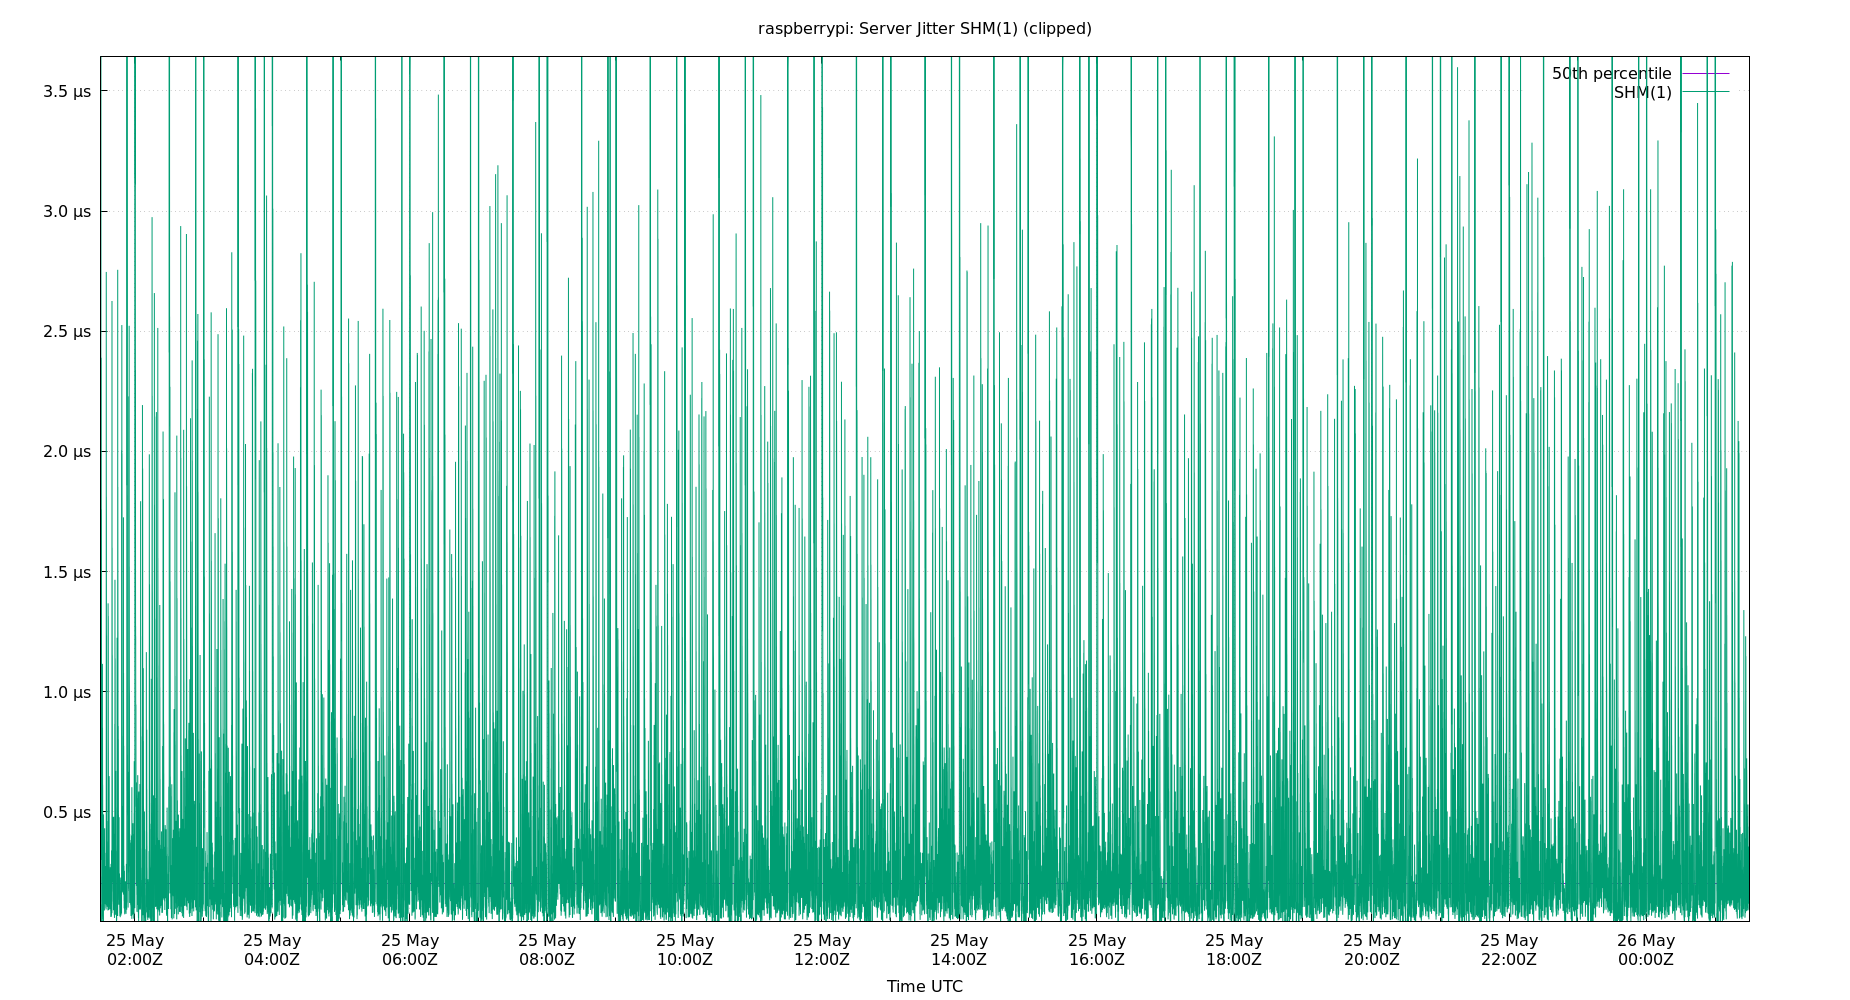 raspberrypi: Server Jitter SHM(1) (clipped)
50th percentile
SHM(1)
3.5 µs
3.0 µs
2.5 µs
2.0 µs
1.5 µs
1.0 µs
0.5 µs
25 May 25 May 25 May 25 May 25 May 25 May 25 May 25 May 25 May 25 May 25 May 26 May
02:00Z 04:00Z 06:00Z 08:00Z 10:00Z 12:00Z 14:00Z 16:00Z 18:00Z 20:00Z 22:00Z 00:00Z
Time UTC